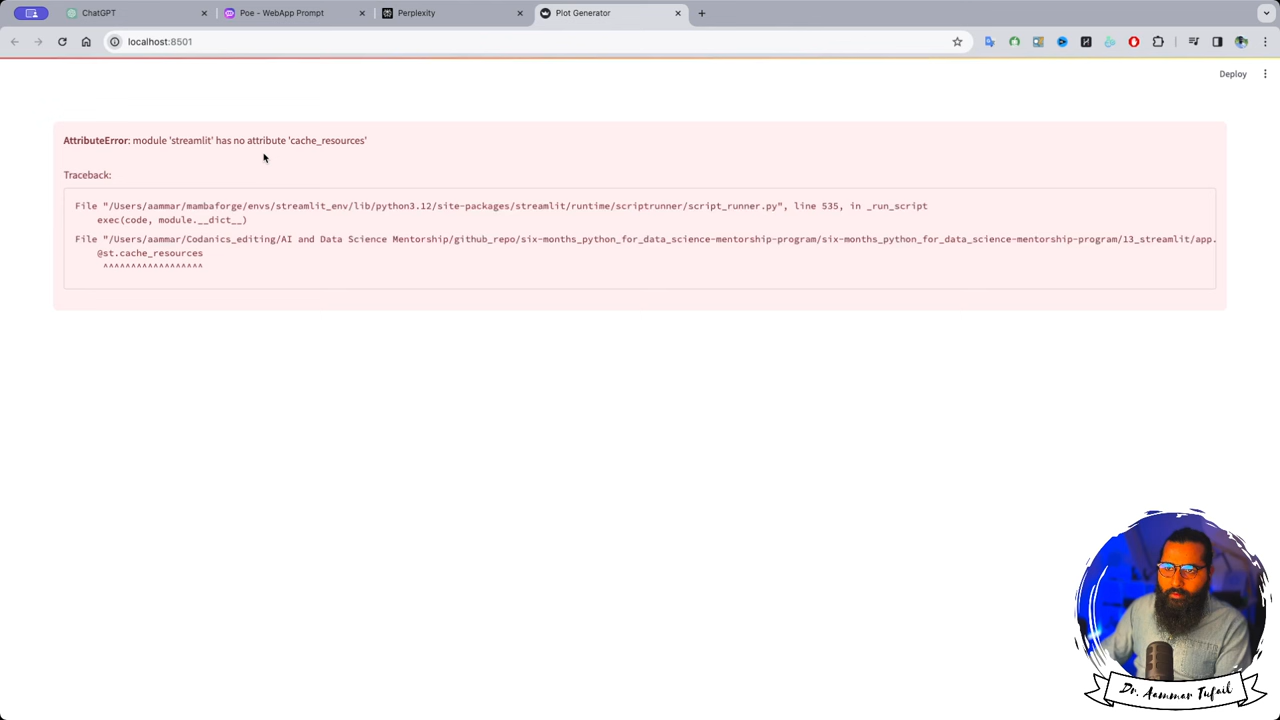 ChatGPT
Poe - WebApp Prompt
Perplexity
Plot Generator
localhost:8501
Deploy
AttributeError: module 'streamlit' has no attribute 'cache_resources'
Traceback:
File "/Users/aammar/mambaforge/envs/streamlit_env/lib/python3.12/site-packages/streamlit/runtime/scriptrunner/script_runner.py", line 535, in _run_script
exec(code, module.__dict__)
File "/Users/aammar/Codanics_editing/AI and Data Science Mentorship/github_repo/six-months_python_for_data_science-mentorship-program/six-months_python_for_data_science-mentorship-program/13_streamlit/app.
@st.cache_resources
^^^^^^^^^^^^^^^^^^
Dr. Aammar Tufail